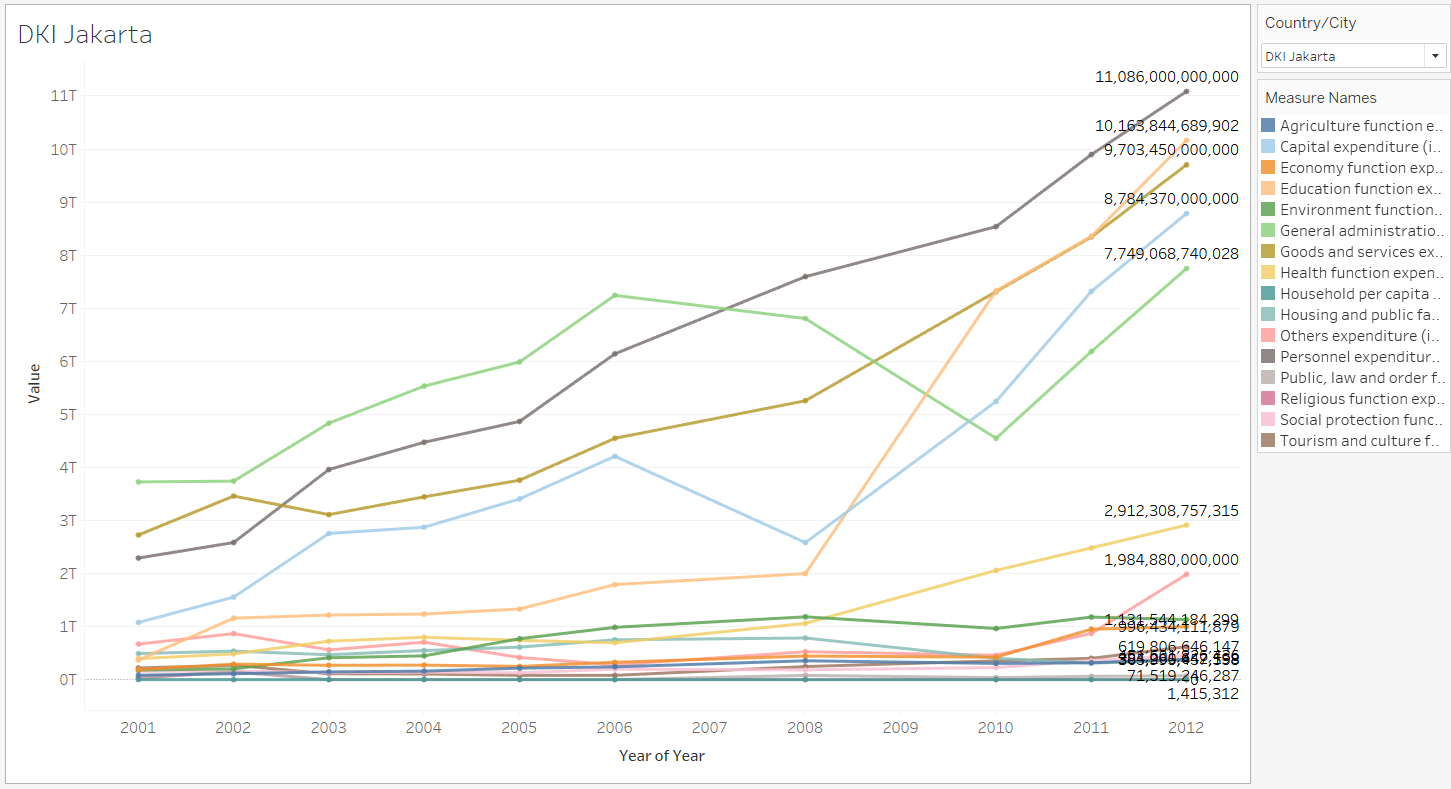 DKI Jakarta
11,086,000,000,000
11T
10,163,844,689,902
10T
9,703,450,000,000
9T
8,784,370,000,000
8T
7,749,068,740,028
7T
6T
5T
4T
3T
2,912,308,757,315
2T
1,984,880,000,000
1T
1,131,544,184,299
996,434,111,879
619,806,646,147
71,519,246,287
0T
1,415,312
Value
2001 2002 2003 2004 2005 2006 2007 2008 2009 2010 2011 2012
Year of Year
Country/City
DKI Jakarta
Measure Names
Agriculture function e..
Capital expenditure (i..
Economy function exp..
Education function ex..
Environment function..
General administratio..
Goods and services ex..
Health function expen..
Household per capita ..
Housing and public fa..
Others expenditure (i..
Personnel expenditur..
Public, law and order f..
Religious function exp..
Social protection func..
Tourism and culture f..